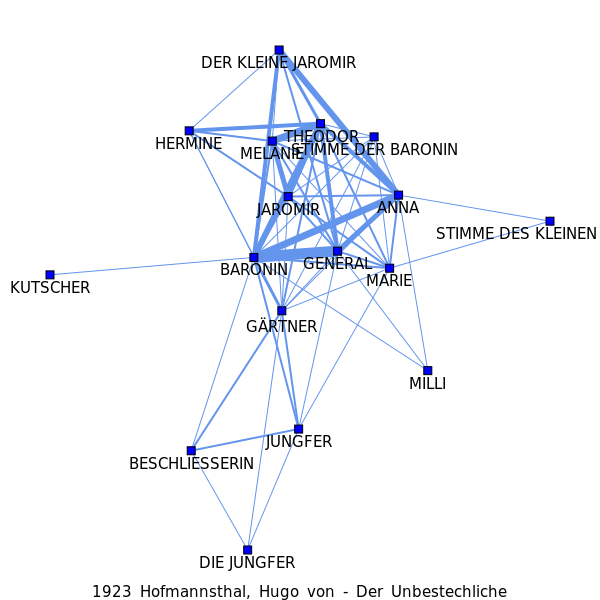 DER KLEINE JAROMIR
THEODOR
HERMINE
STIMME DER BARONIN
MELANIE
JAROMIR
ANNA
STIMME DES KLEINEN
GENERAL
BARONIN
MARIE
KUTSCHER
GÄRTNER
MILLI
JUNGFER
BESCHLIESSERIN
DIE JUNGFER
1923 Hofmannsthal, Hugo von - Der Unbestechliche